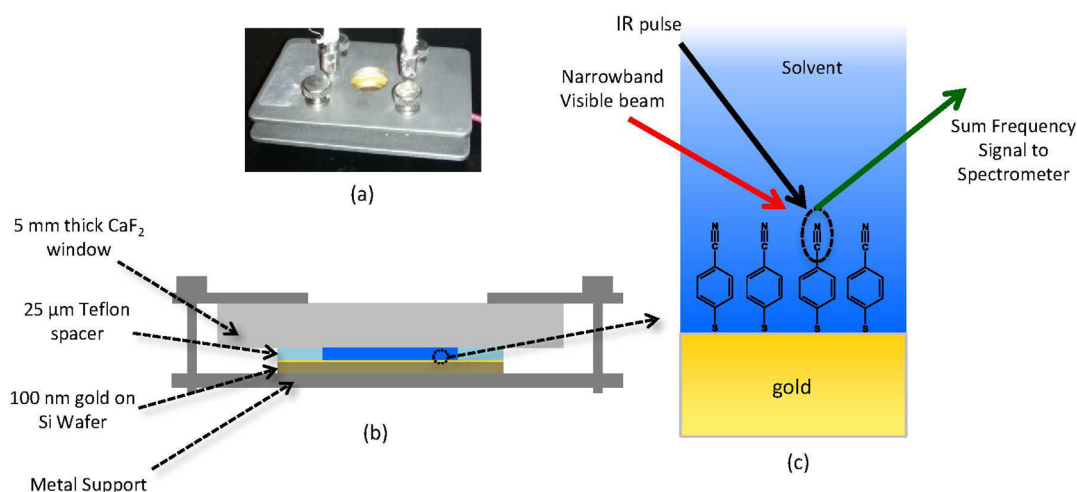 (a)
5 mm thick CaF2
window
25 μm Teflon
spacer
100 nm gold on
Si Wafer
Metal Support
(b)
IR pulse
Narrowband
Visible beam
Solvent
Sum Frequency
Signal to
Spectrometer
N N N N
C C C C
S S S S
gold
(c)